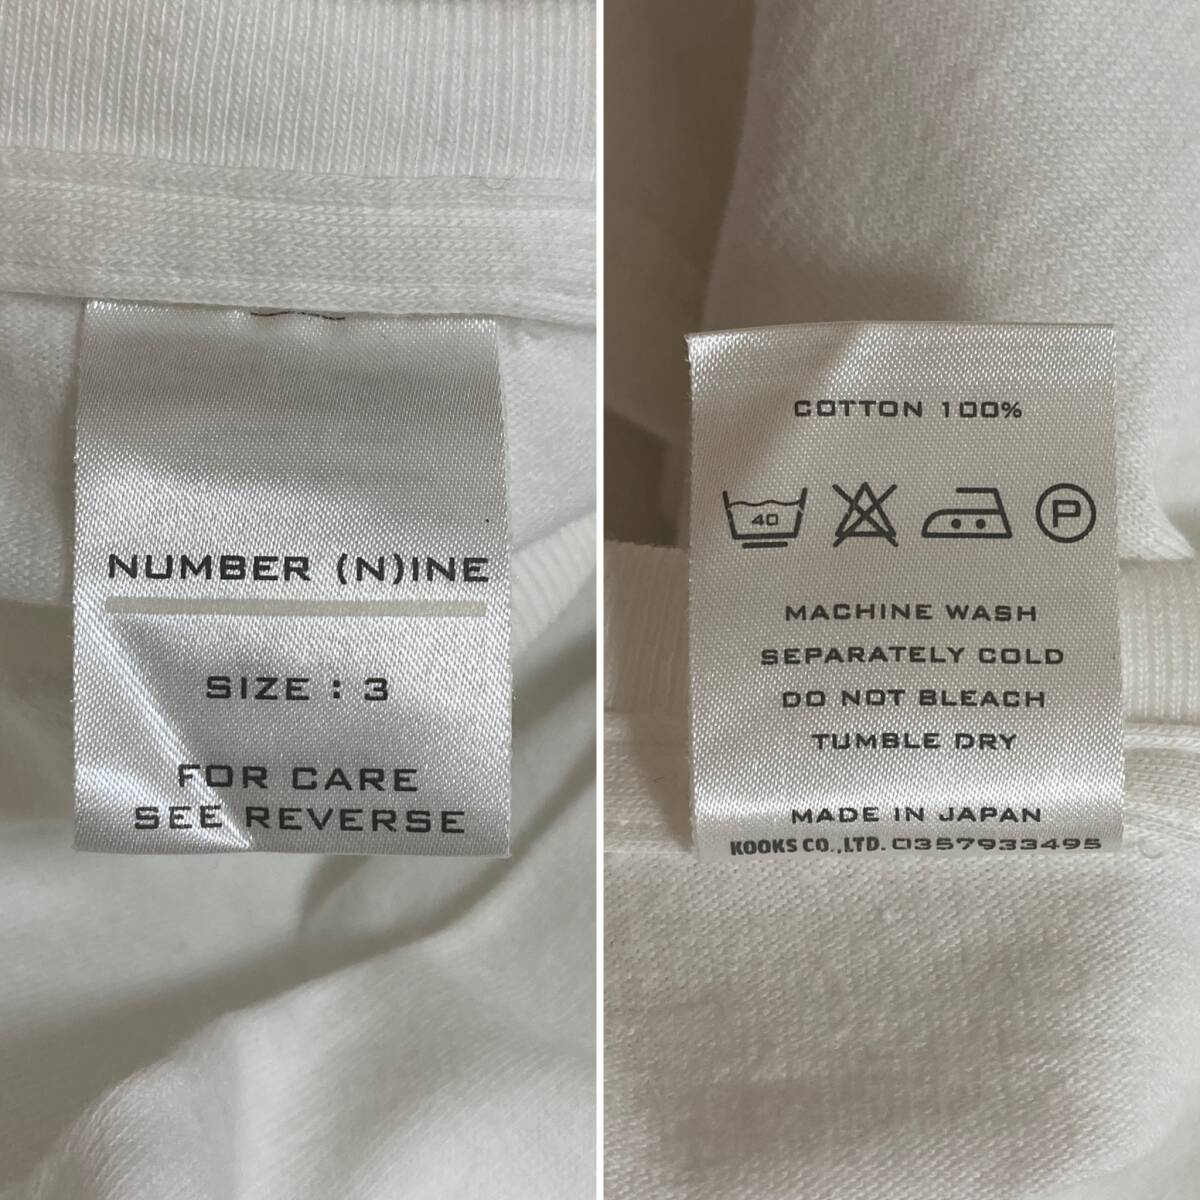 NUMBER (N)INE
SIZE : 3
FOR CARE
SEE REVERSE
COTTON 100%
40
P
MACHINE WASH
SEPARATELY COLD
DO NOT BLEACH
TUMBLE DRY
MADE IN JAPAN
KOOKS CO.,LTD. 0357933495